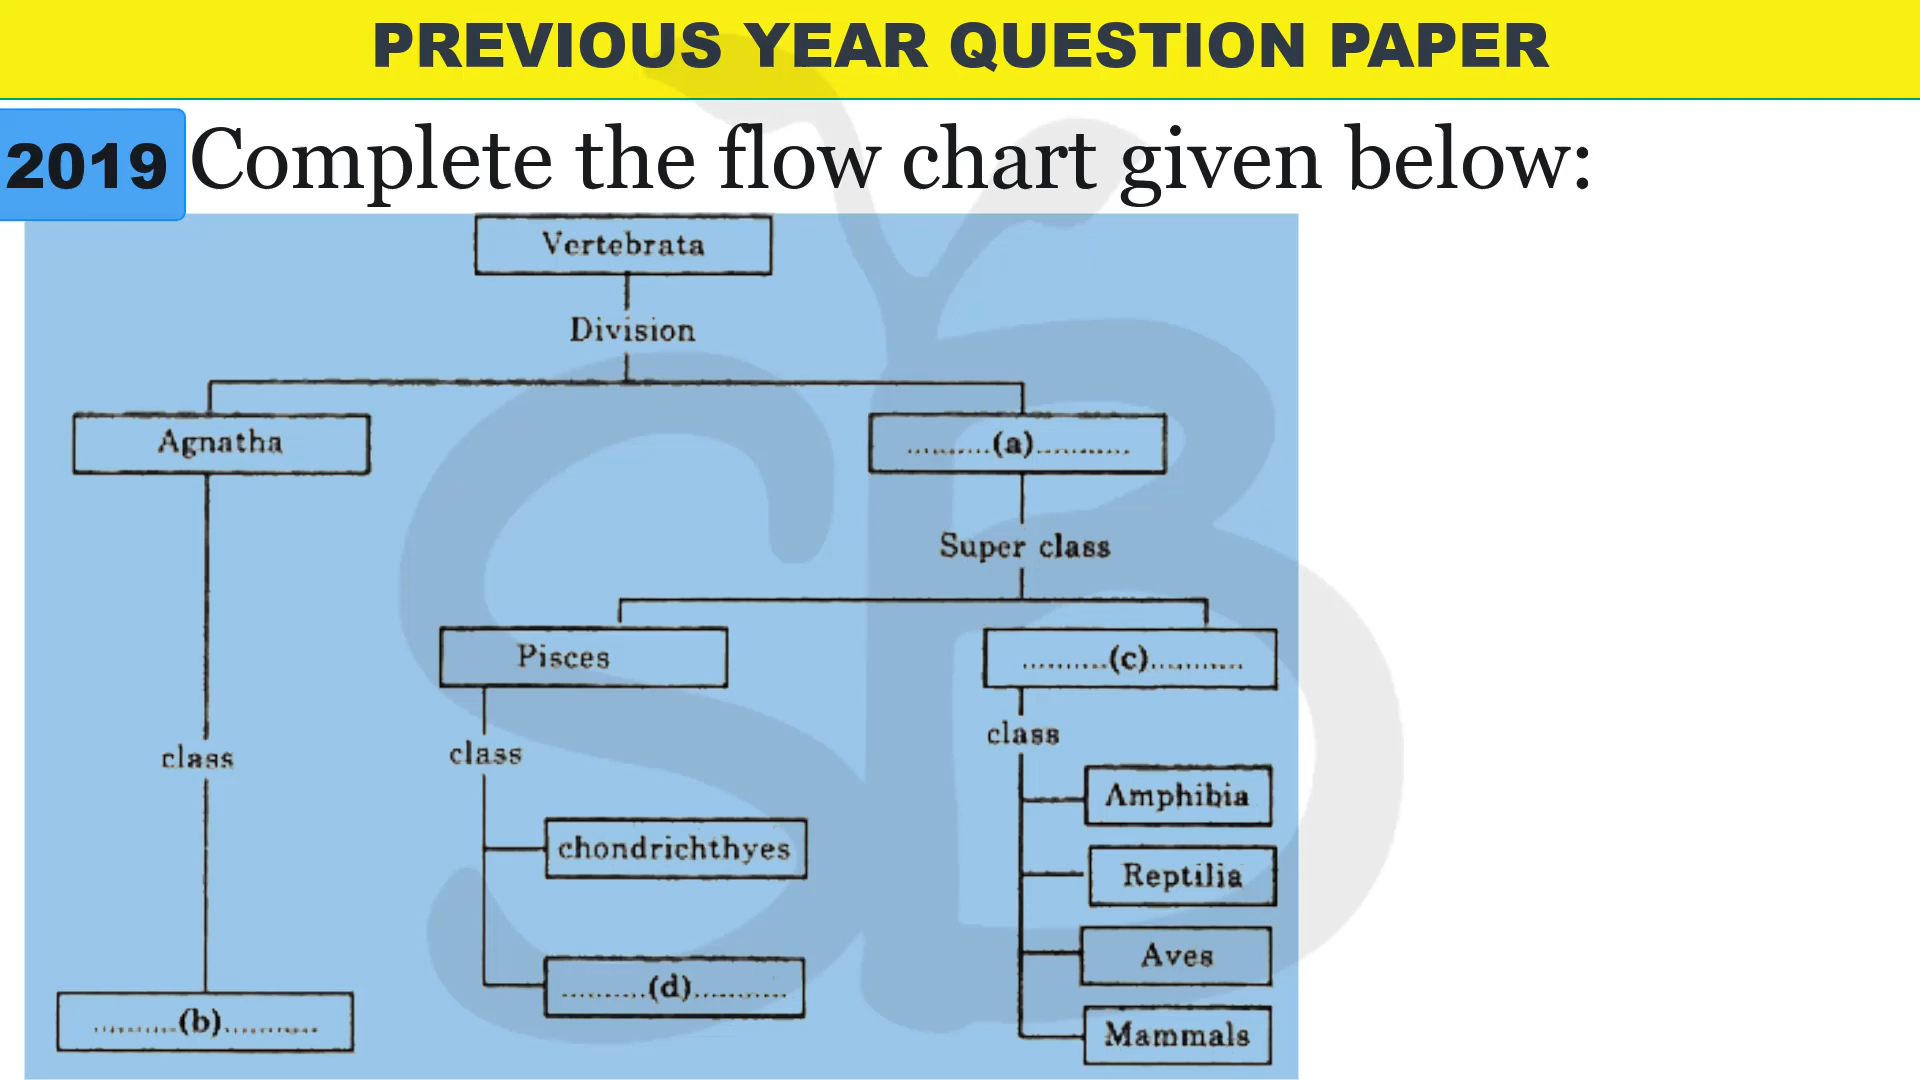 PREVIOUS YEAR QUESTION PAPER
2019 Complete the flow chart given below:
Vertebrata
Division
Agnatha
..........(a)...........
Super class
Pisces
..........(c)...........
class
class
class
Amphibia
chondrichthyes
Reptilia
Aves
..........(d)...........
..........(b)...........
Mammals